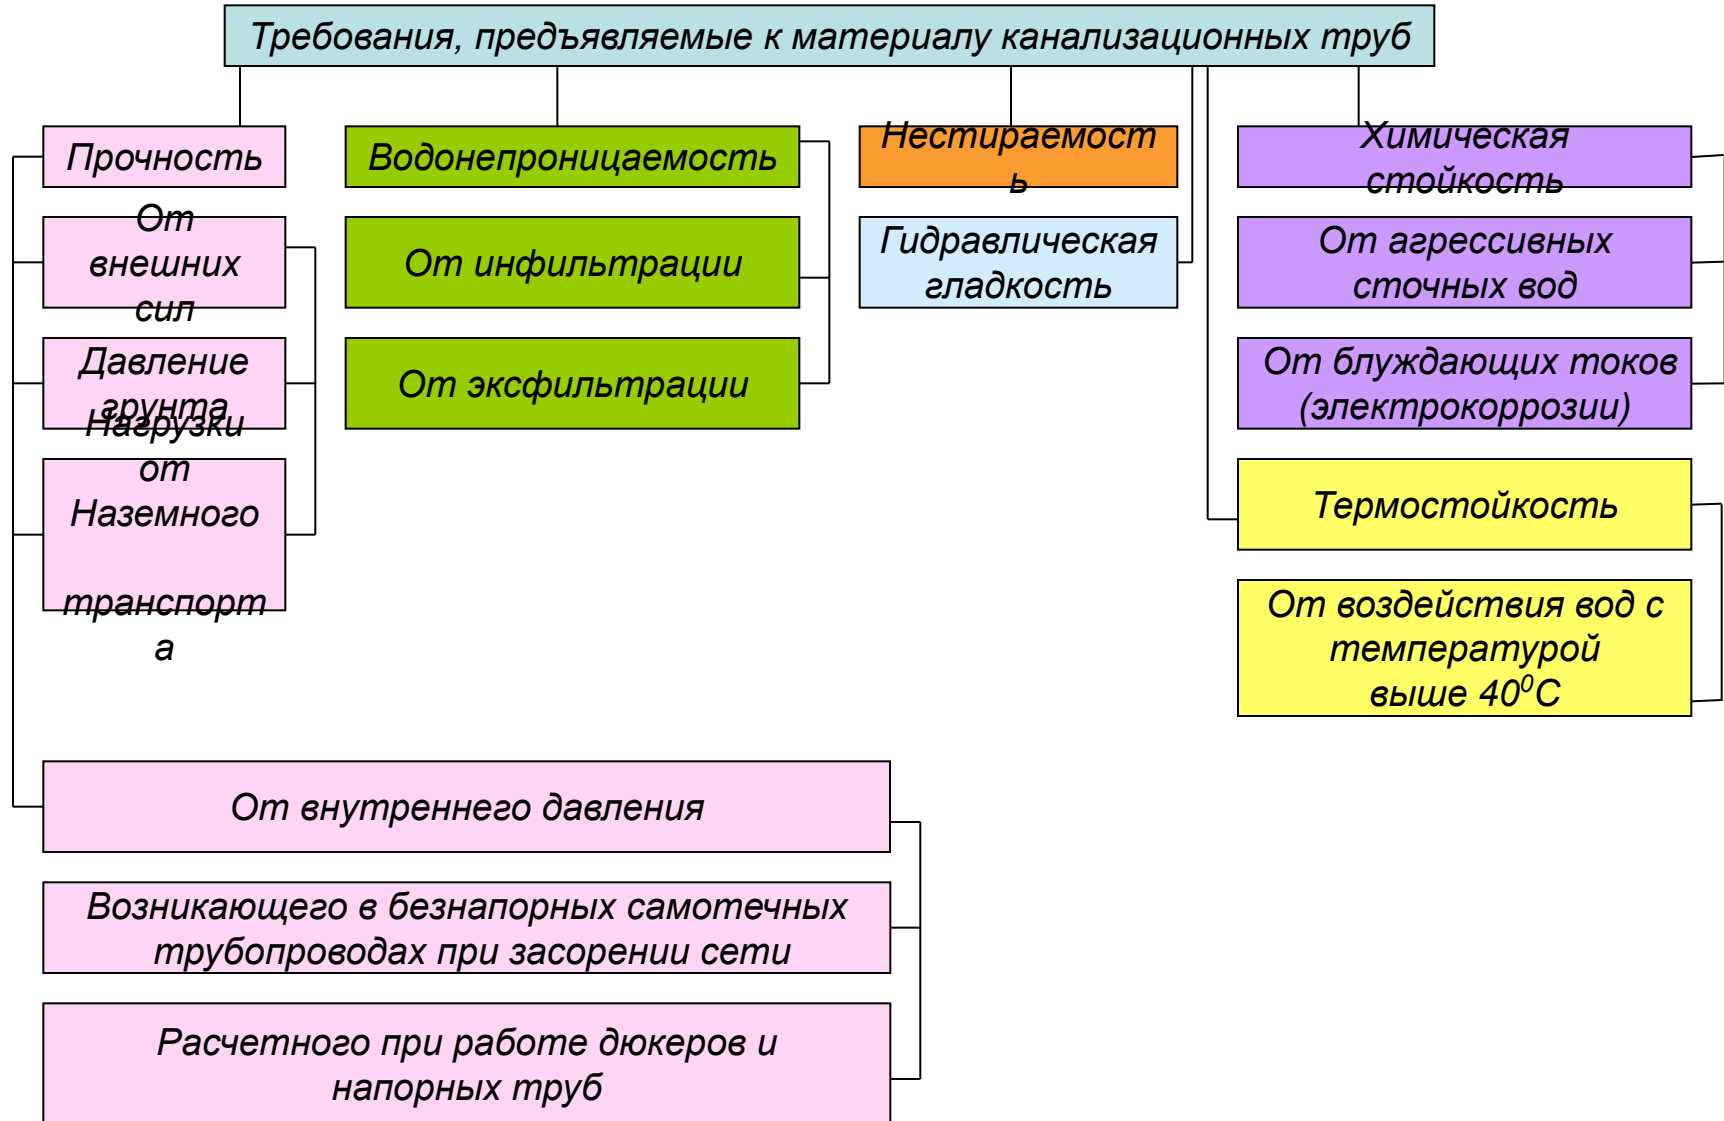 Требования, предъявляемые к материалу канализационных труб
Прочность
От
внешних
сил
Давление
грунта
Нагрузки
от
Наземного
транспорт
а
Водонепроницаемость
От инфильтрации
От эксфильтрации
Нестираемост
ь
Гидравлическая
гладкость
Химическая
стойкость
От агрессивных
сточных вод
От блуждающих токов
(электрокоррозии)
Термостойкость
От воздействия вод с
температурой
выше 40⁰С
От внутреннего давления
Возникающего в безнапорных самотечных
трубопроводах при засорении сети
Расчетного при работе дюкеров и
напорных труб